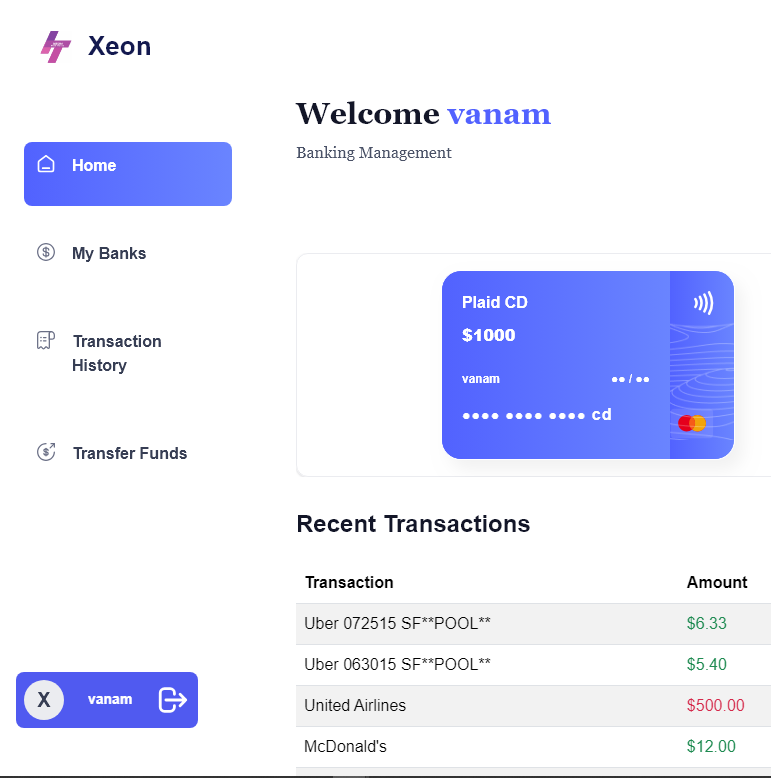 Xeon
Welcome vanam
Banking Management
Home
My Banks
Transaction
History
Transfer Funds
Plaid CD
$1000
vanam
●● / ●●
●●●● ●●●● ●●●● cd
Recent Transactions
Transaction Amount
Uber 072515 SF**POOL** $6.33
Uber 063015 SF**POOL** $5.40
United Airlines $500.00
McDonald's $12.00
X vanam